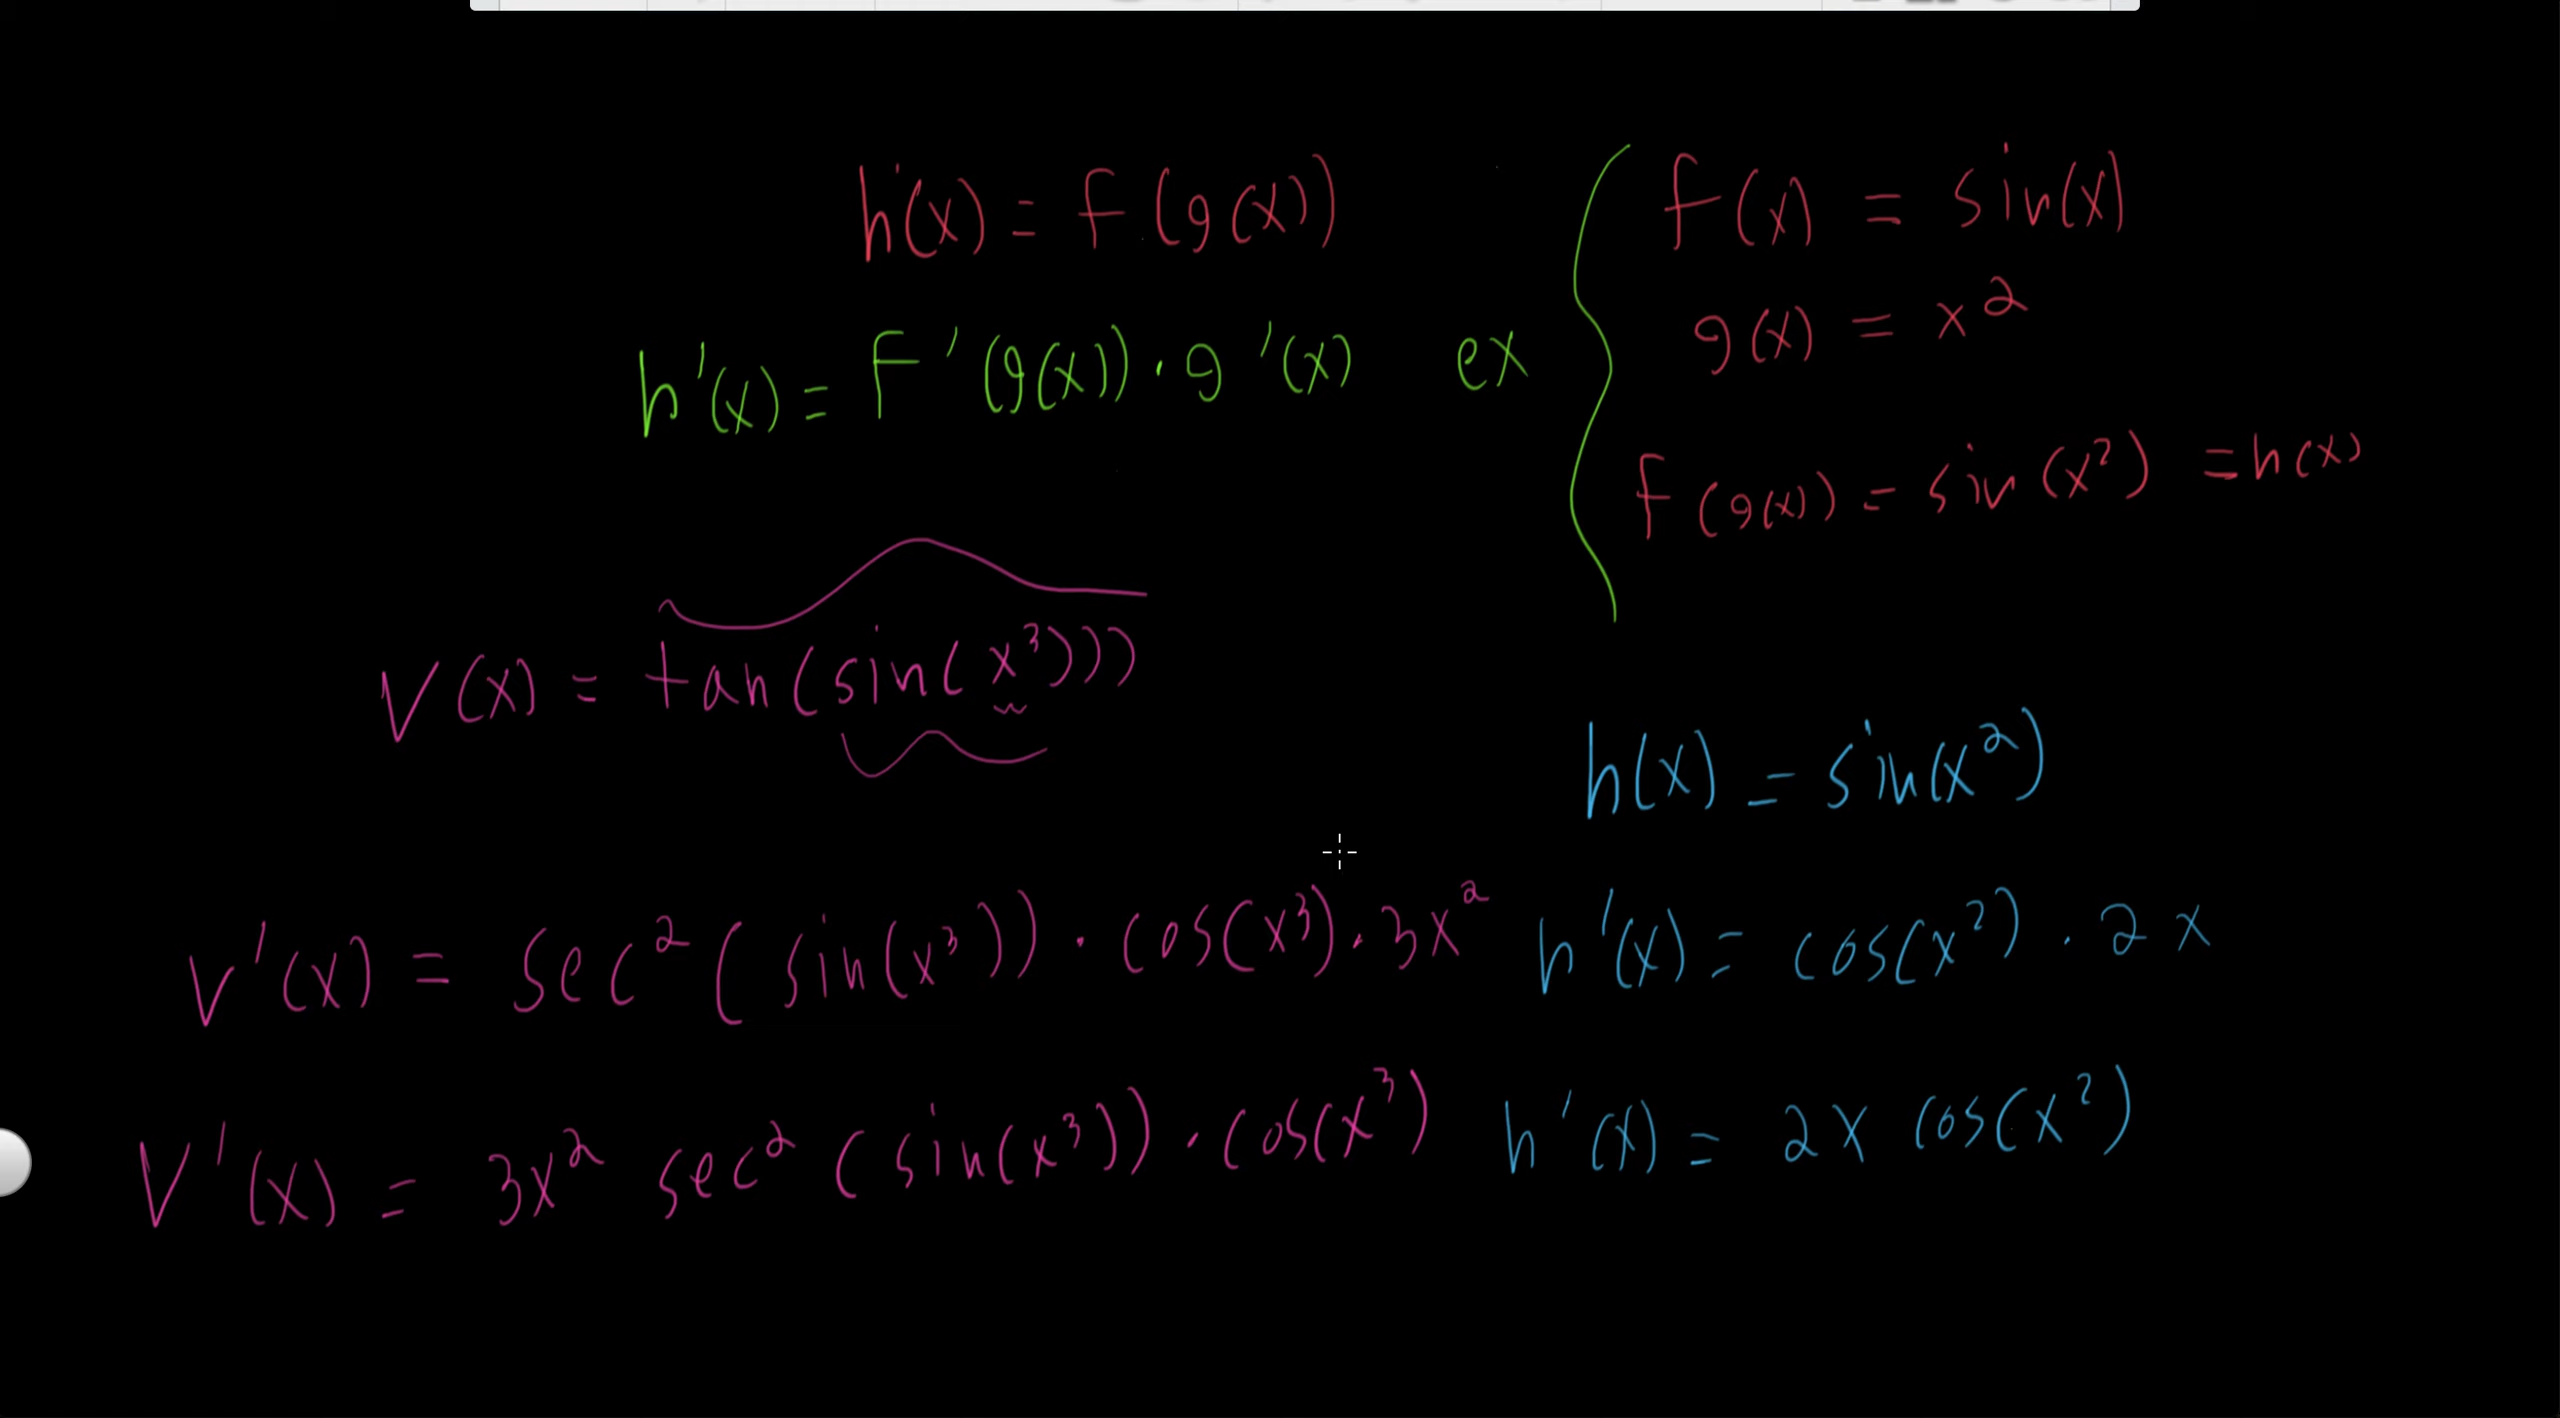 h(x) = f(g(x))
h'(x) = f'(g(x)) · g'(x)
ex
f(x) = sin(x)
g(x) = x²
f(g(x)) = sin(x²) = h(x)
V(x) = tan(sin(x³)))
V'(x) = sec²(sin(x³)) · cos(x³) · 3x²
V'(x) = 3x² sec²(sin(x³)) · cos(x³)
h(x) = sin(x²)
h'(x) = cos(x²) · 2x
h'(x) = 2x cos(x²)